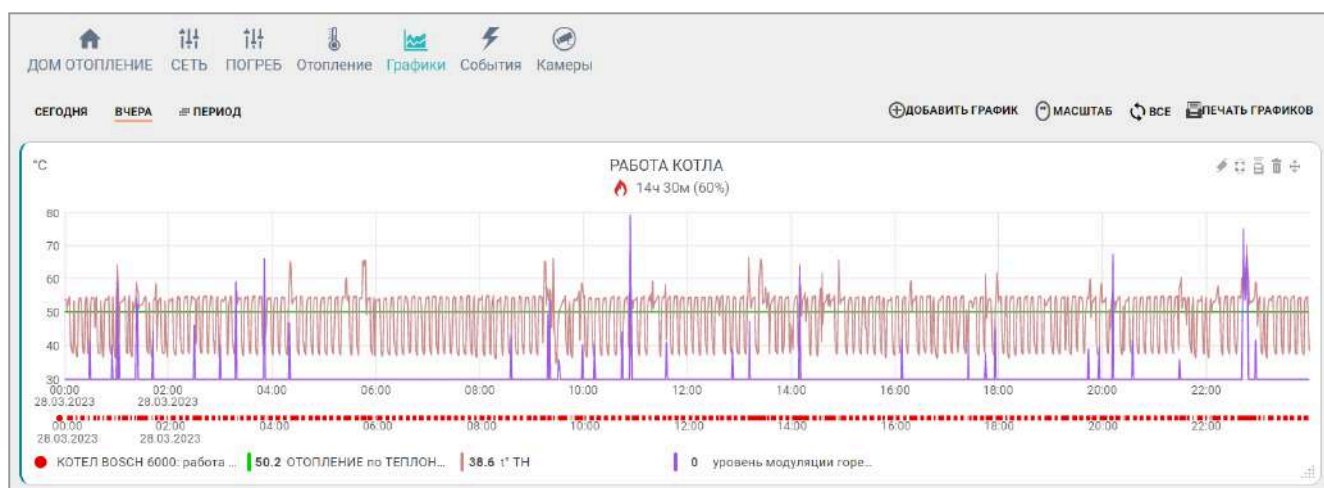 ДОМ ОТОПЛЕНИЕ СЕТЬ ПОГРЕБ Отопление Графики События Камеры
СЕГОДНЯ ВЧЕРА ПЕРИОД ДОБАВИТЬ ГРАФИК МАСШТАБ ВСЕ ПЕЧАТЬ ГРАФИКОВ
°C РАБОТА КОТЛА
14ч 30м (60%)
80
70
60
50
40
30
00:00 02:00 04:00 06:00 08:00 10:00 12:00 14:00 16:00 18:00 20:00 22:00
28.03.2023 28.03.2023
00:00 02:00 04:00 06:00 08:00 10:00 12:00 14:00 16:00 18:00 20:00 22:00
28.03.2023 28.03.2023
КОТЕЛ BOSCH 6000: работа ... 50.2 ОТОПЛЕНИЕ по ТЕПЛОН... 38.6 t° ТН 0 уровень модуляции горе...